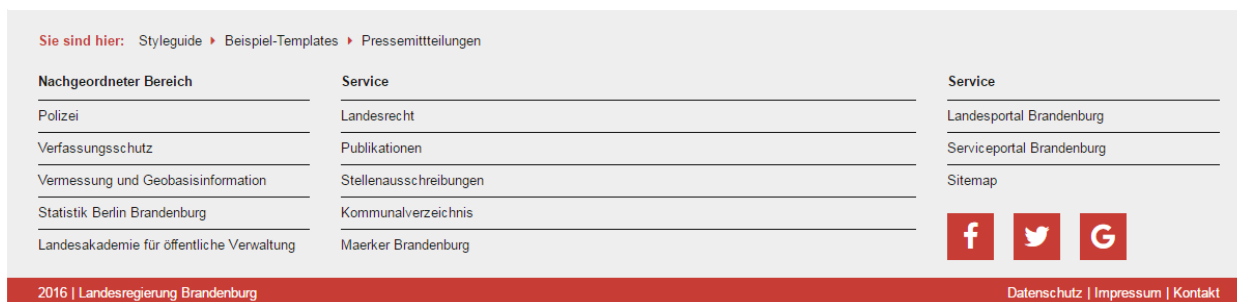 Sie sind hier: Styleguide Beispiel-Templates Pressemittteilungen
Nachgeordneter Bereich
Polizei
Verfassungsschutz
Vermessung und Geobasisinformation
Statistik Berlin Brandenburg
Landesakademie für öffentliche Verwaltung
Service
Landesrecht
Publikationen
Stellenausschreibungen
Kommunalverzeichnis
Maerker Brandenburg
Service
Landesportal Brandenburg
Serviceportal Brandenburg
Sitemap
2016 | Landesregierung Brandenburg
Datenschutz | Impressum | Kontakt